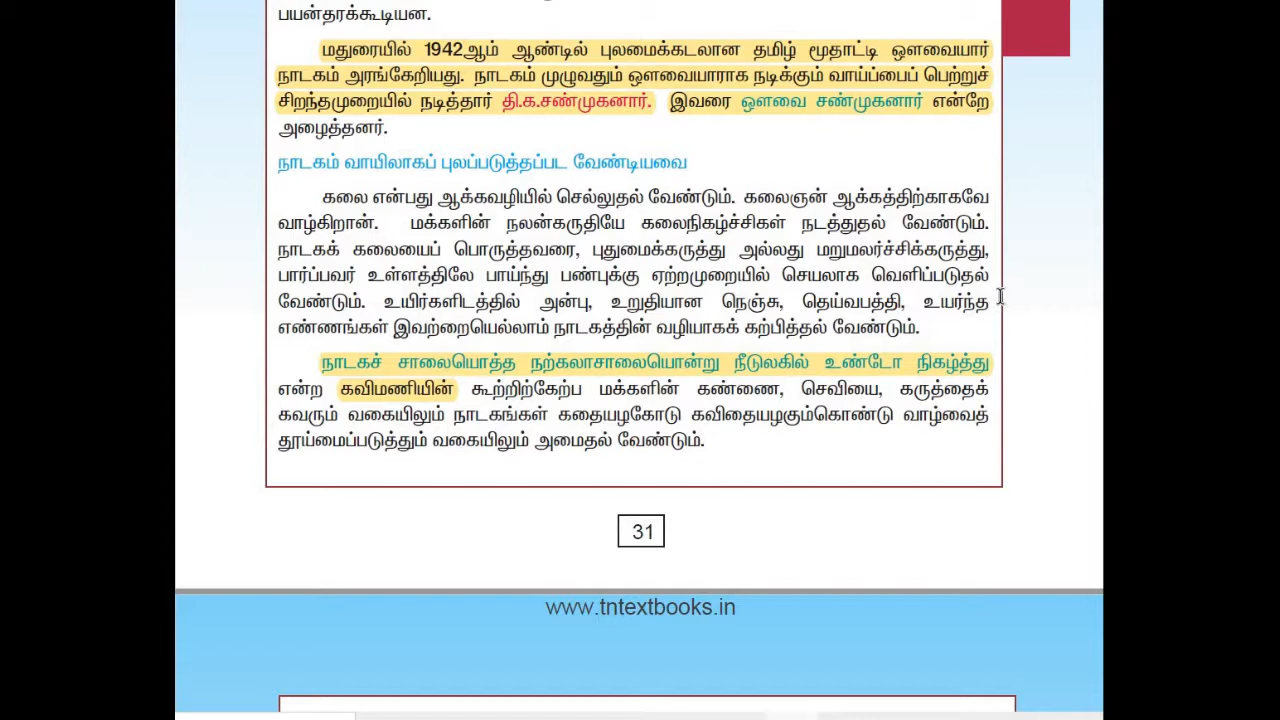 பயன்தரக்கூடியன.
மதுரையில் 1942ஆம் ஆண்டில் புலமைக்கடலான தமிழ் மூதாட்டி ஔவையார்
நாடகம் அரங்கேறியது. நாடகம் முழுவதும் ஔவையாராக நடிக்கும் வாய்ப்பைப் பெற்றுச்
சிறந்தமுறையில் நடித்தார் தி.க.சண்முகனார். இவரை ஔவை சண்முகனார் என்றே
அழைத்தனர்.
நாடகம் வாயிலாகப் புலப்படுத்தப்பட வேண்டியவை
கலை என்பது ஆக்கவழியில் செல்லுதல் வேண்டும். கலைஞன் ஆக்கத்திற்காகவே
வாழ்கிறான். மக்களின் நலன்கருதியே கலைநிகழ்ச்சிகள் நடத்துதல் வேண்டும்.
நாடகக் கலையைப் பொருத்தவரை, புதுமைக்கருத்து அல்லது மறுமலர்ச்சிக்கருத்து,
பார்ப்பவர் உள்ளத்திலே பாய்ந்து பண்புக்கு ஏற்றமுறையில் செயலாக வெளிப்படுதல்
வேண்டும். உயிர்களிடத்தில் அன்பு, உறுதியான நெஞ்சு, தெய்வபத்தி, உயர்ந்த
எண்ணங்கள் இவற்றையெல்லாம் நாடகத்தின் வழியாகக் கற்பித்தல் வேண்டும்.
நாடகச் சாலையொத்த நற்கலாசாலையொன்று நீடுலகில் உண்டோ நிகழ்த்து
என்ற கவிமணியின் கூற்றிற்கேற்ப மக்களின் கண்ணை, செவியை, கருத்தைக்
கவரும் வகையிலும் நாடகங்கள் கதையழகோடு கவிதையழகும்கொண்டு வாழ்வைத்
தூய்மைப்படுத்தும் வகையிலும் அமைதல் வேண்டும்.
31
www.tntextbooks.in